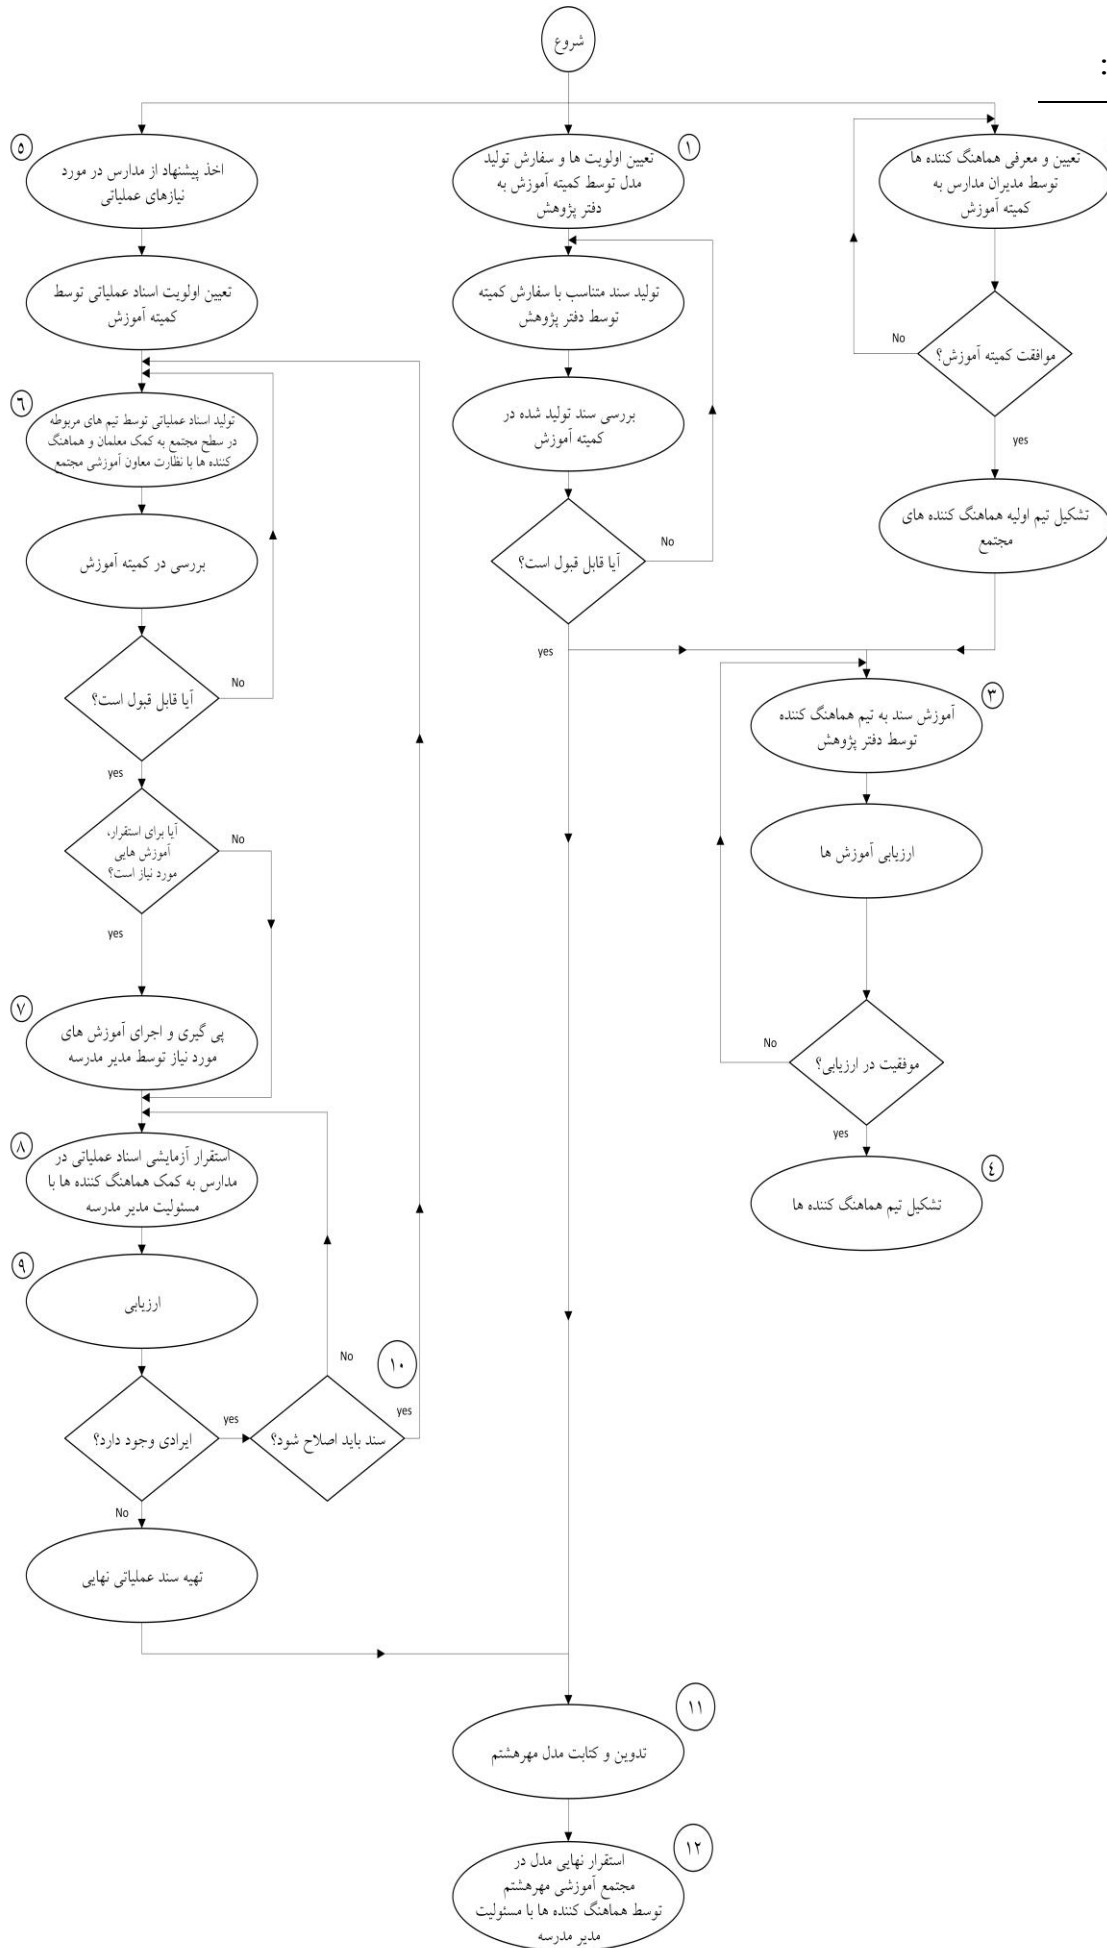 شروع
:
تعیین و معرفی هماهنگ کننده ها
توسط مدیران مدارس به
کمیته آموزش
موافقت کمیته آموزش؟
No
yes
تشکیل تیم اولیه هماهنگ کننده های
مجتمع
۱
تعیین اولویت ها و سفارش تولید
مدل توسط کمیته آموزش به
دفتر پژوهش
تولید سند متناسب با سفارش کمیته
توسط دفتر پژوهش
بررسی سند تولید شده در
کمیته آموزش
آیا قابل قبول است؟
No
yes
۳
آموزش سند به تیم هماهنگ کننده
توسط دفتر پژوهش
ارزیابی آموزش ها
موفقیت در ارزیابی؟
No
yes
٤
تشکیل تیم هماهنگ کننده ها
٥
اخذ پیشنهاد از مدارس در مورد
نیازهای عملیاتی
تعیین اولویت اسناد عملیاتی توسط
کمیته آموزش
٦
تولید اسناد عملیاتی توسط تیم های مربوطه
در سطح مجتمع به کمک معلمان و هماهنگ
کننده ها با نظارت معاون آموزشی مجتمع
بررسی در کمیته آموزش
آیا قابل قبول است؟
No
yes
آیا برای استقرار،
آموزش هایی
مورد نیاز است؟
No
yes
۷
پی گیری و اجرای آموزش های
مورد نیاز توسط مدیر مدرسه
۸
استقرار آزمایشی اسناد عملیاتی در
مدارس به کمک هماهنگ کننده ها با
مسئولیت مدیر مدرسه
۹
ارزیابی
ایرادی وجود دارد؟
yes
No
۱۰
سند باید اصلاح شود؟
No
yes
تهیه سند عملیاتی نهایی
۱۱
تدوین و کتابت مدل مهرهشتم
۱۲
استقرار نهایی مدل در
مجتمع آموزشی مهرهشتم
توسط هماهنگ کننده ها با مسئولیت
مدیر مدرسه